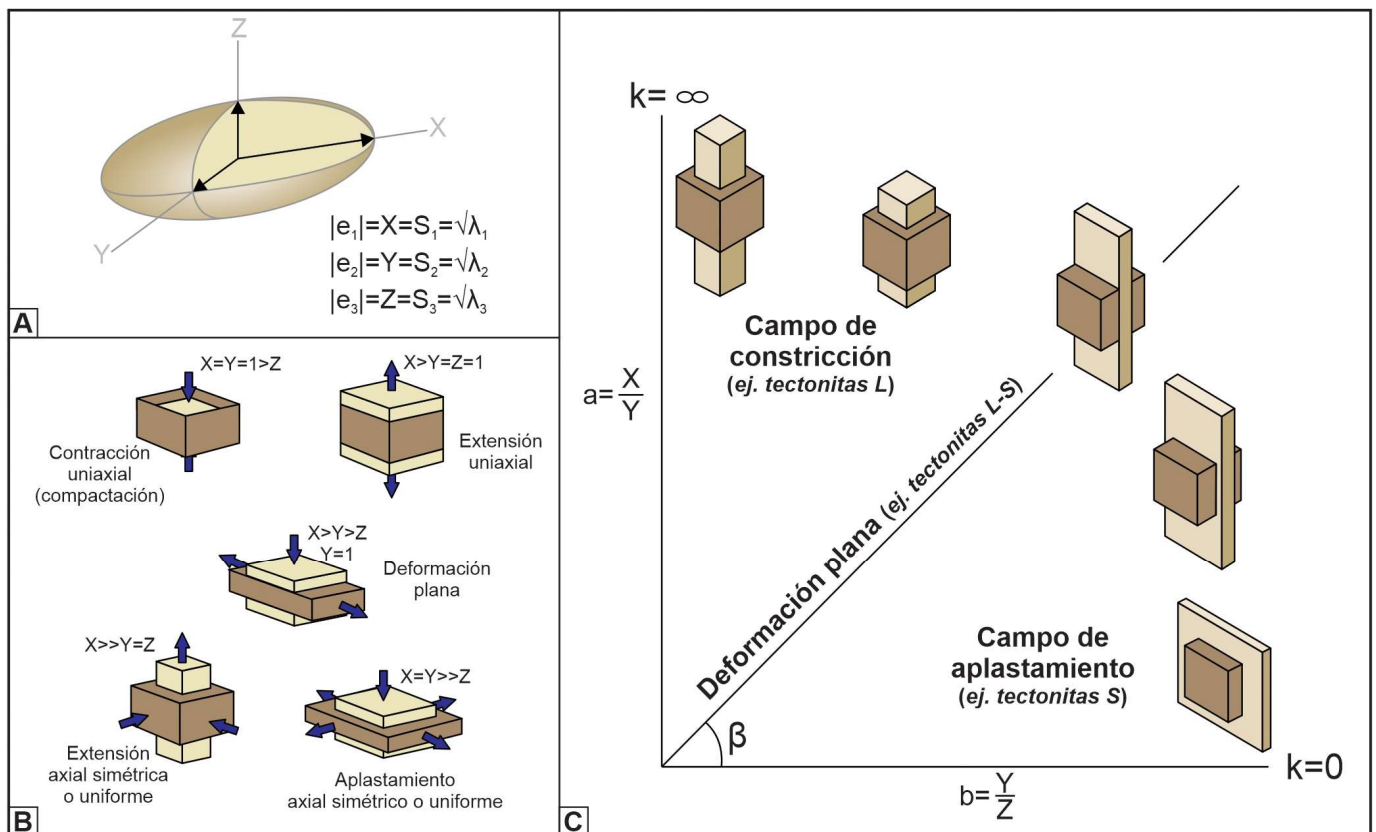 Z
X
Y
|e₁|=X=S₁=√λ₁
|e₂|=Y=S₂=√λ₂
|e₃|=Z=S₃=√λ₃
A
X=Y=1>Z
Contracción
uniaxial
(compactación)
X>Y=Z=1
Extensión
uniaxial
X>Y>Z
Y=1
Deformación
plana
X>>Y=Z
Extensión
axial simétrica
o uniforme
X=Y>>Z
Aplastamiento
axial simétrico o uniforme
B
k= ∞
Campo de
constricción
(ej. tectonitas L)
a=X/Y
Deformación plana (ej. tectonitas L-S)
Campo de
aplastamiento
(ej. tectonitas S)
β
k=0
b=Y/Z
C